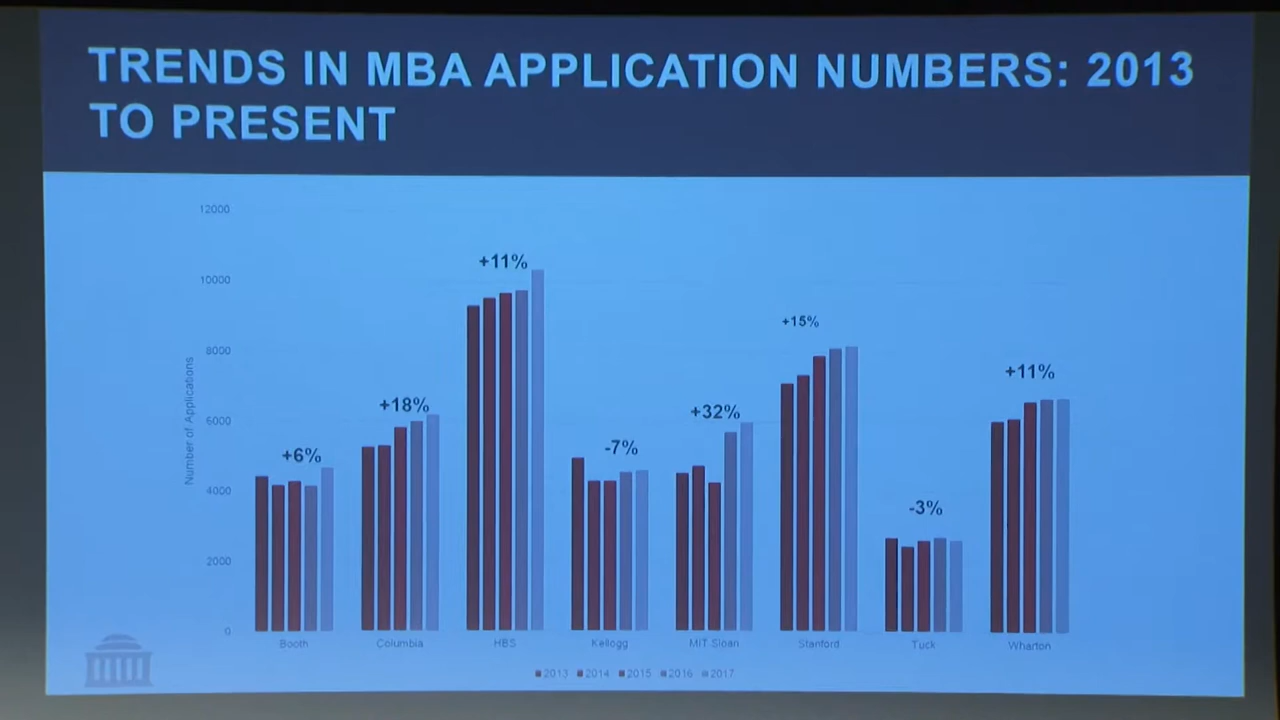 TRENDS IN MBA APPLICATION NUMBERS: 2013
TO PRESENT
12000
10000
8000
6000
4000
2000
0
Number of Applications
+6%
+18%
+11%
-7%
+32%
+15%
-3%
+11%
Booth
Columbia
HBS
Kellogg
MIT Sloan
Stanford
Tuck
Wharton
2013 2014 2015 2016 2017